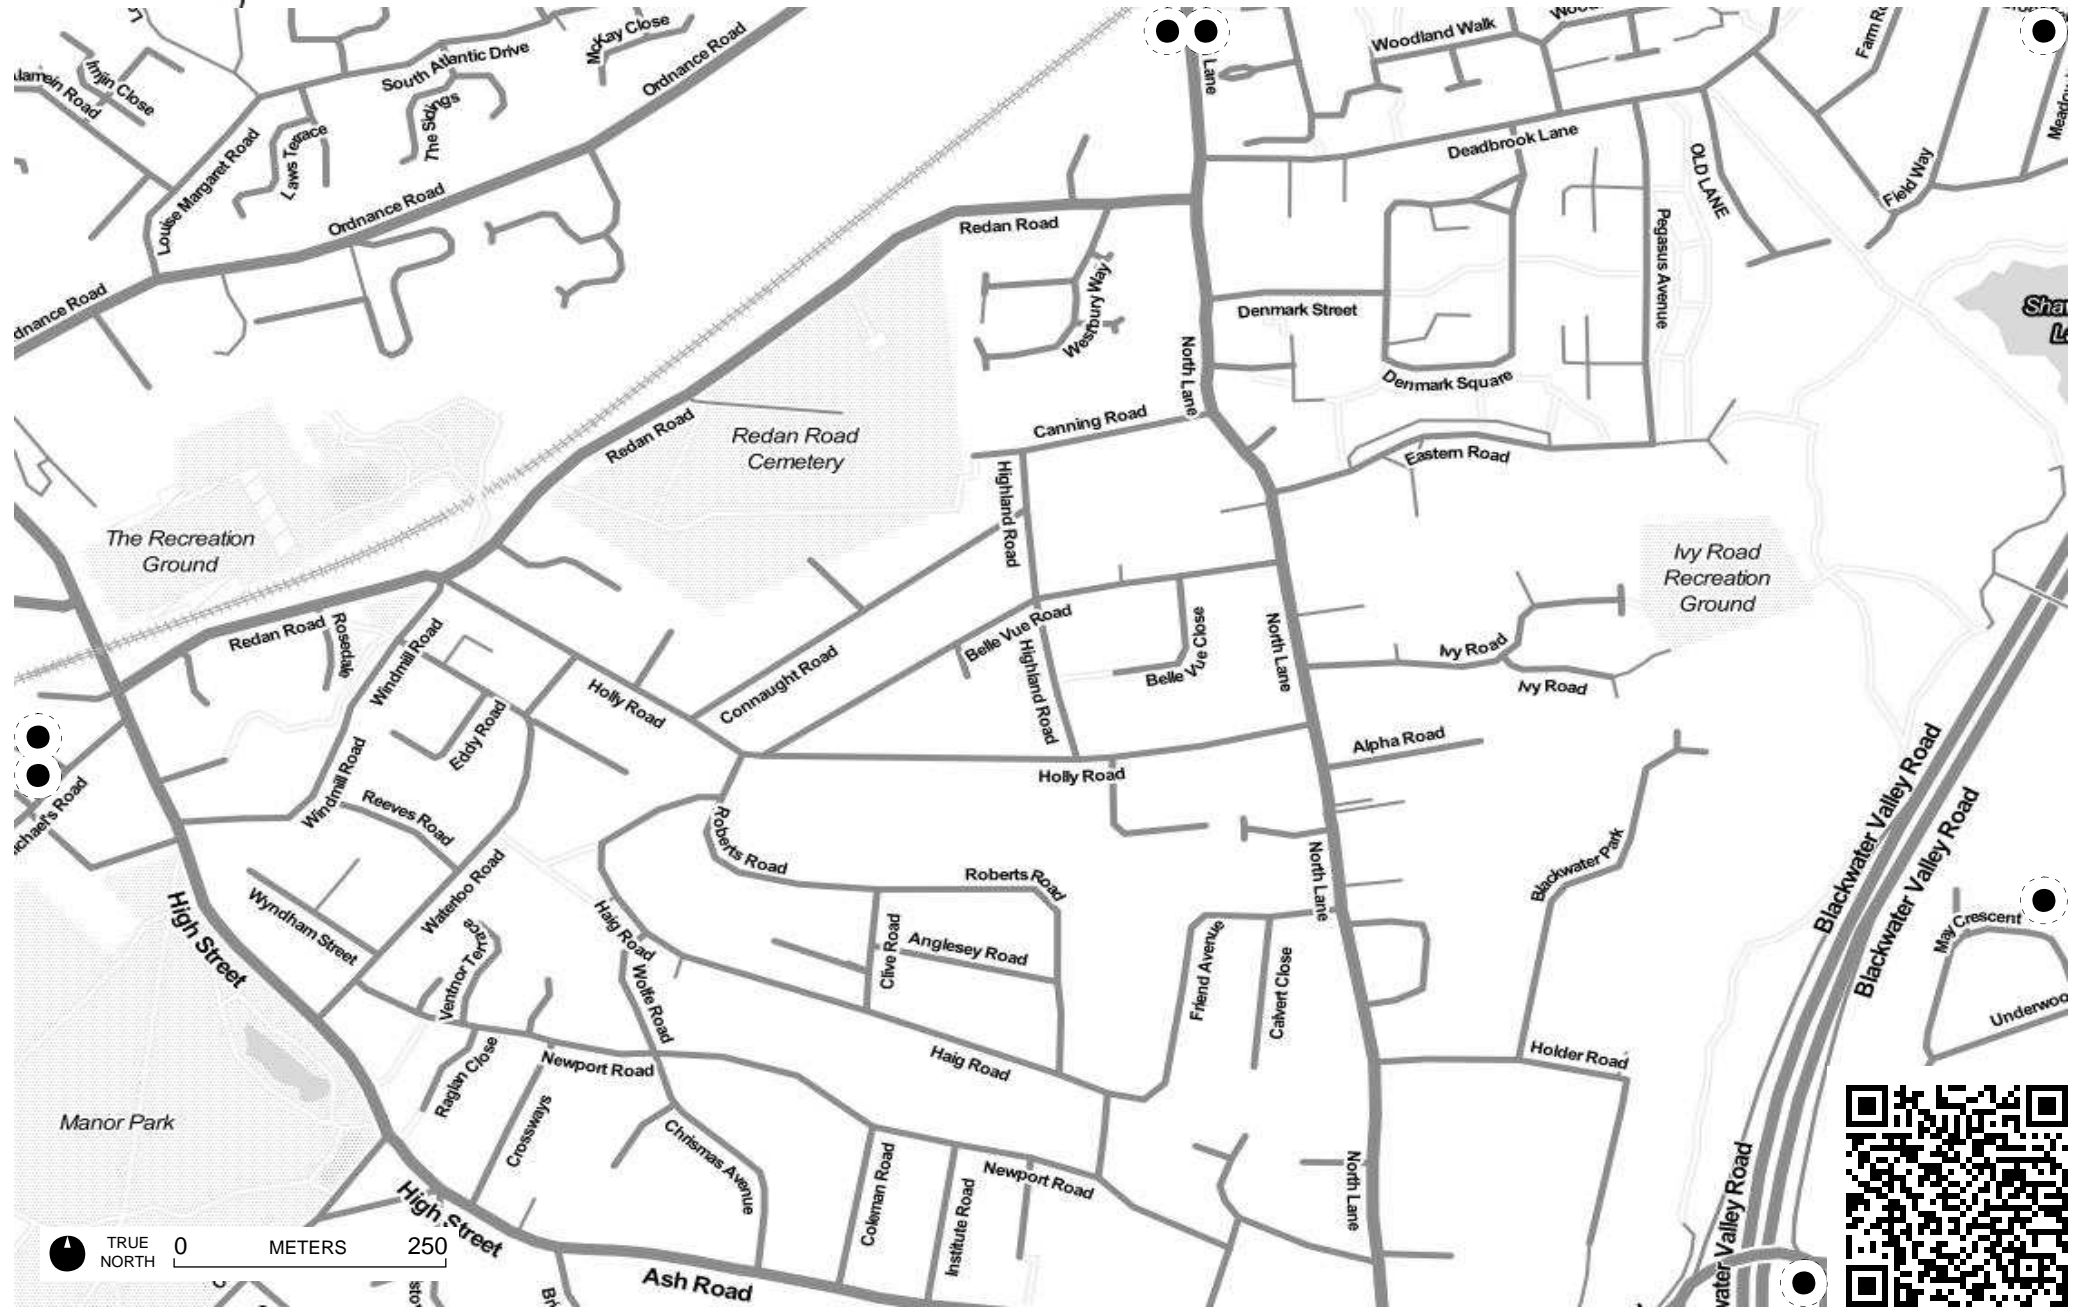 McKay Close
Woodland Walk
South Atlantic Drive
Ordnance Road
Imjin Close
The Sidings
Laws Terrace
Louise Margaret Road
Ordnance Road
Lane
Deadbrook Lane
OLD LANE
Field Way
Redan Road
Pegasus Avenue
Westbury Way
Denmark Street
North Lane
Denmark Square
Redan Road
Redan Road
Cemetery
Canning Road
Eastern Road
Highland Road
The Recreation
Ground
Ivy Road
Recreation
Ground
Redan Road
Rosedale
Windmill Road
Belle Vue Road
Belle Vue Close
North Lane
Ivy Road
Ivy Road
Highland Road
Holly Road
Connaught Road
Eddy Road
Alpha Road
Holly Road
Windmill Road
Reeves Road
Roberts Road
Roberts Road
North Lane
Blackwater Park
Blackwater Valley Road
Blackwater Valley Road
High Street
Wyndham Street
Waterloo Road
Ventnor Terrace
Haig Road
Wolfe Road
Clive Road
Anglesey Road
Friend Avenue
Calvert Close
May Crescent
Raglan Close
Newport Road
Haig Road
Holder Road
Manor Park
Crossways
Chrismas Avenue
Coleman Road
Institute Road
Newport Road
North Lane
High Street
Ash Road
TRUE
NORTH
0 METERS 250